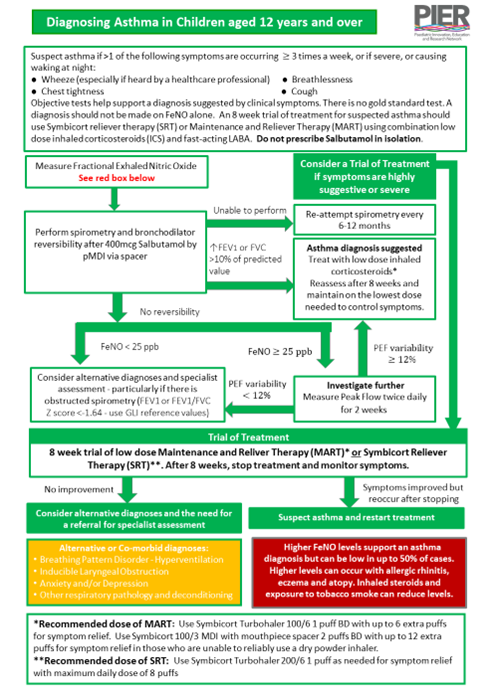 Diagnosing Asthma in Children aged 12 years and over
PIER
Paediatric Innovation, Education
and Research Network
Suspect asthma if >1 of the following symptoms are occurring ≥ 3 times a week, or if severe, or causing
waking at night:
● Wheeze (especially if heard by a healthcare professional)
● Breathlessness
● Chest tightness
● Cough
Objective tests help support a diagnosis suggested by clinical symptoms. There is no gold standard test. A
diagnosis should not be made on FeNO alone. An 8 week trial of treatment for suspected asthma should
use Symbicort reliever therapy (SRT) or Maintenance and Reliever Therapy (MART) using combination low
dose inhaled corticosteroids (ICS) and fast-acting LABA. Do not prescribe Salbutamol in isolation.
Measure Fractional Exhaled Nitric Oxide
See red box below
Consider a Trial of Treatment
if symptoms are highly
suggestive or severe
Unable to perform
Re-attempt spirometry every
6-12 months
Perform spirometry and bronchodilator
reversibility after 400mcg Salbutamol by
pMDI via spacer
↑FEV1 or FVC
>10% of predicted
value
Asthma diagnosis suggested
Treat with low dose inhaled
corticosteroids*
Reassess after 8 weeks and
maintain on the lowest dose
needed to control symptoms.
No reversibility
FeNO < 25 ppb
FeNO ≥ 25 ppb
PEF variability
≥ 12%
Consider alternative diagnoses and specialist
assessment - particularly if there is
obstructed spirometry (FEV1 or FEV1/FVC
Z score <-1.64 - use GLI reference values)
PEF variability
< 12%
Investigate further
Measure Peak Flow twice daily
for 2 weeks
Trial of Treatment
8 week trial of low dose Maintenance and Reliver Therapy (MART)* or Symbicort Reliever
Therapy (SRT)**. After 8 weeks, stop treatment and monitor symptoms.
No improvement
Symptoms improved but
reoccur after stopping
Consider alternative diagnoses and the need for
a referral for specialist assessment
Suspect asthma and restart treatment
Alternative or Co-morbid diagnoses:
• Breathing Pattern Disorder - Hyperventilation
• Inducible Laryngeal Obstruction
• Anxiety and/or Depression
• Other respiratory pathology and deconditioning
Higher FeNO levels support an asthma
diagnosis but can be low in up to 50% of cases.
Higher levels can occur with allergic rhinitis,
eczema and atopy. Inhaled steroids and
exposure to tobacco smoke can reduce levels.
*Recommended dose of MART: Use Symbicort Turbohaler 100/6 1 puff BD with up to 6 extra puffs
for symptom relief. Use Symbicort 100/3 MDI with mouthpiece spacer 2 puffs BD with up to 12 extra
puffs for symptom relief in those who are unable to reliably use a dry powder inhaler.
**Recommended dose of SRT: Use Symbicort Turbohaler 200/6 1 puff as needed for symptom relief
with maximum daily dose of 8 puffs